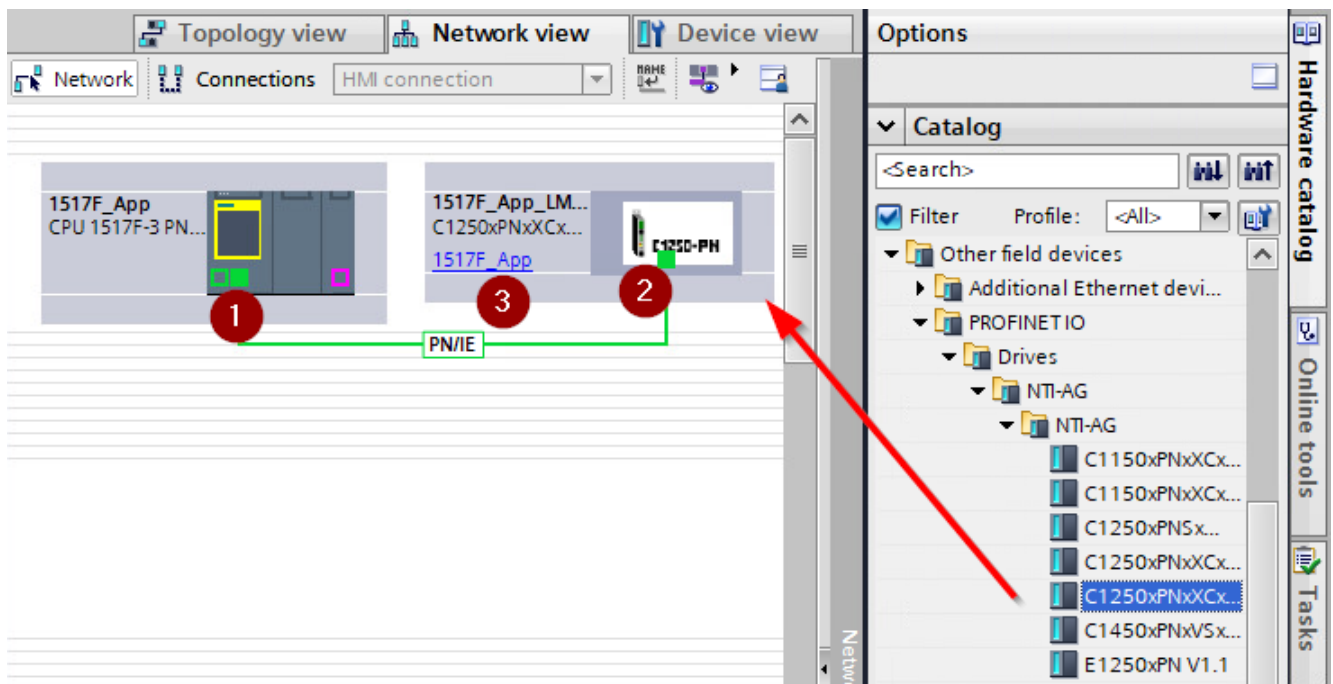 Topology view
Network view
Device view
Options
Network
Connections
HMI connection
NAME
Catalog
<Search>
Filter
Profile:
<All>
1517F_App
CPU 1517F-3 PN...
1517F_App_LM...
C1250xPNxXCx...
1517F_App
C1250-PN
1
2
3
PN/IE
Other field devices
Additional Ethernet devi...
PROFINET IO
Drives
NTI-AG
NTI-AG
C1150xPNxXCx...
C1150xPNxXCx...
C1250xPNSx...
C1250xPNxXCx...
C1250xPNxXCx...
C1450xPNxVSx...
E1250xPN V1.1
Netw
Hardware catalog
Online tools
Tasks